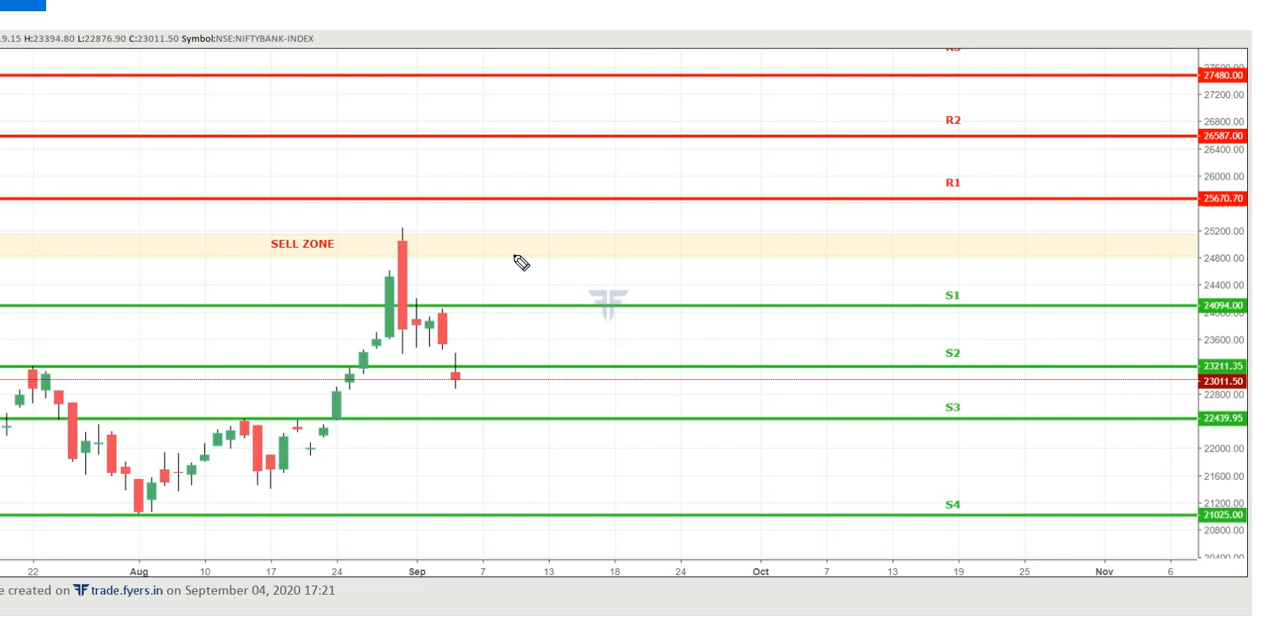 9.15 H:23394.80 L:22876.90 C:23011.50 Symbol:NSE:NIFTYBANK-INDEX
27480.00
27200.00
R2
26800.00
26587.00
26400.00
26000.00
R1
25670.70
25200.00
SELL ZONE
24800.00
24400.00
S1
24094.00
24000.00
23600.00
S2
23211.35
23011.50
22800.00
S3
22439.95
22000.00
21600.00
S4
21200.00
21025.00
20800.00
22 Aug 10 17 24 Sep 7 13 18 24 Oct 7 13 19 25 Nov 6
e created on trade.fyers.in on September 04, 2020 17:21